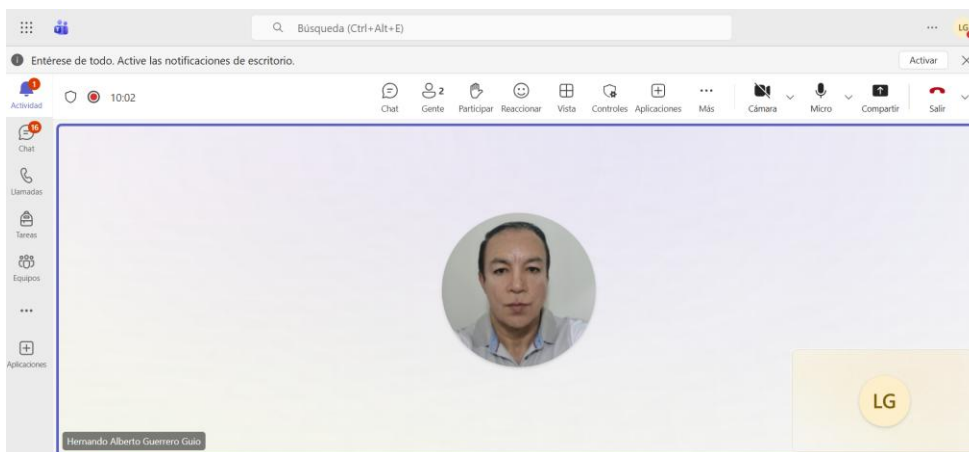 Búsqueda (Ctrl+Alt+E)
LG
Entérese de todo. Active las notificaciones de escritorio.
Activar
1
Actividad
10:02
Chat
2
Gente
Participar
Reaccionar
Vista
Controles
Aplicaciones
Más
Cámara
Micro
Compartir
Salir
16
Chat
Llamadas
Tareas
Equipos
Aplicaciones
LG
Hernando Alberto Guerrero Guio